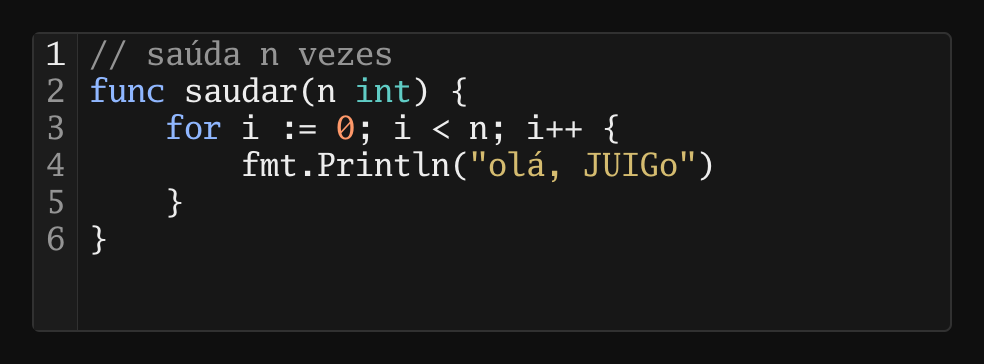 1 // saúda n vezes
2 func saudar(n int) {
3     for i := 0; i < n; i++ {
4         fmt.Println("olá, JUIGo")
5     }
6 }